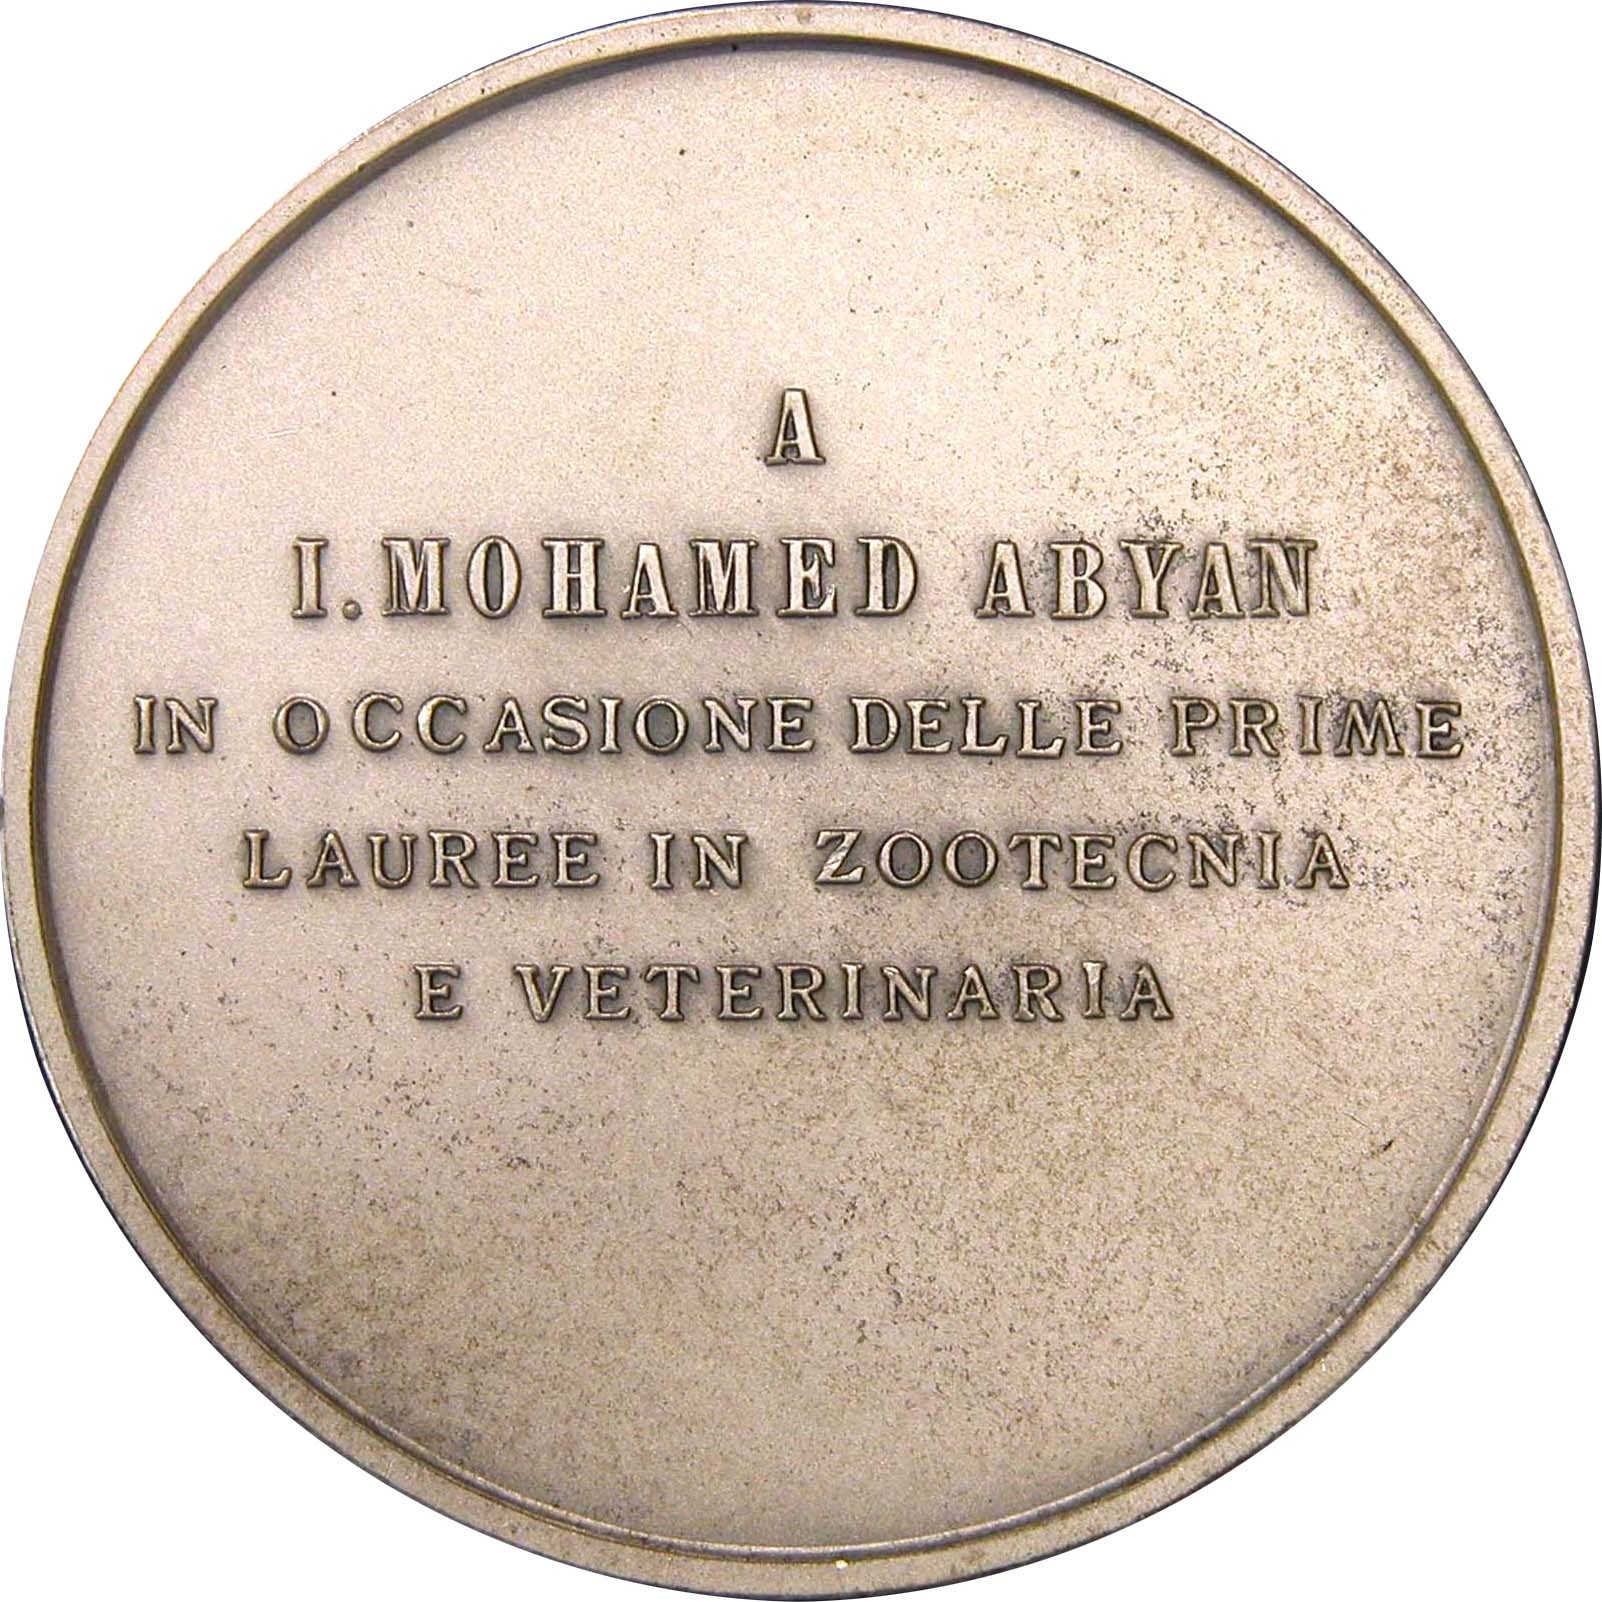 A
I. MOHAMED ABYAN
IN OCCASIONE DELLE PRIME
LAUREE IN ZOOTECNIA
E VETERINARIA